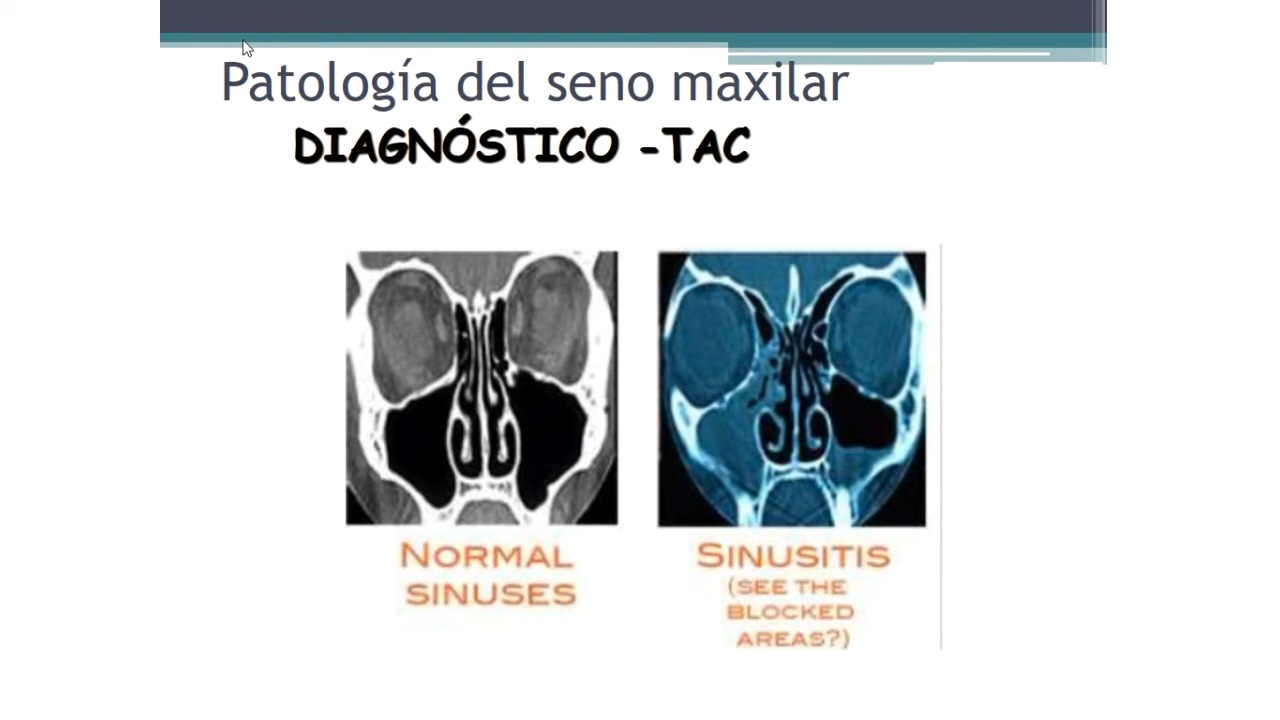 Patología del seno maxilar
DIAGNÓSTICO -TAC
NORMAL
SINUSES
SINUSITIS
(SEE THE
BLOCKED
AREAS?)